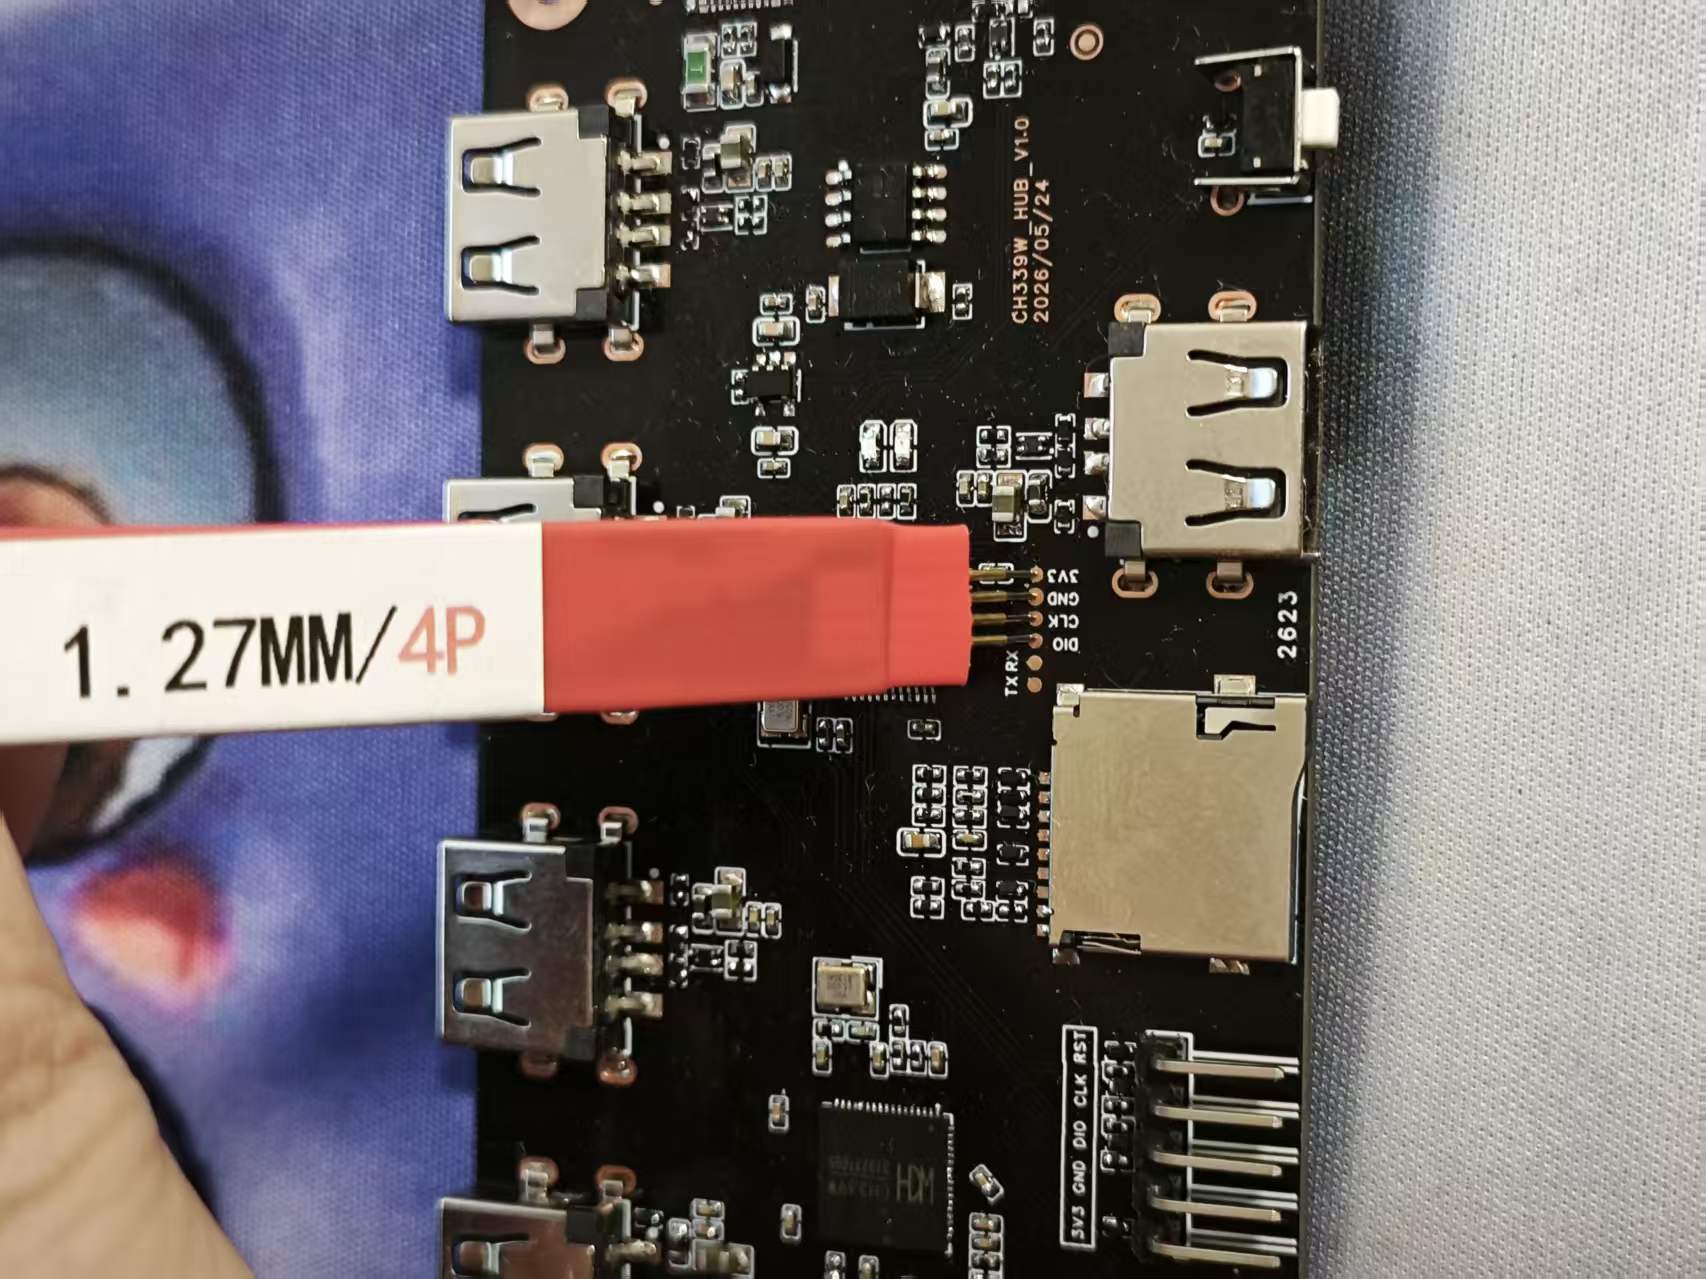 CH339W_HUB_V1.0
2026/05/24
3V3
GND
CLK
DIO
TX RX
1.27MM/4P
2623
3V3 GND DIO CLK RST
WCH